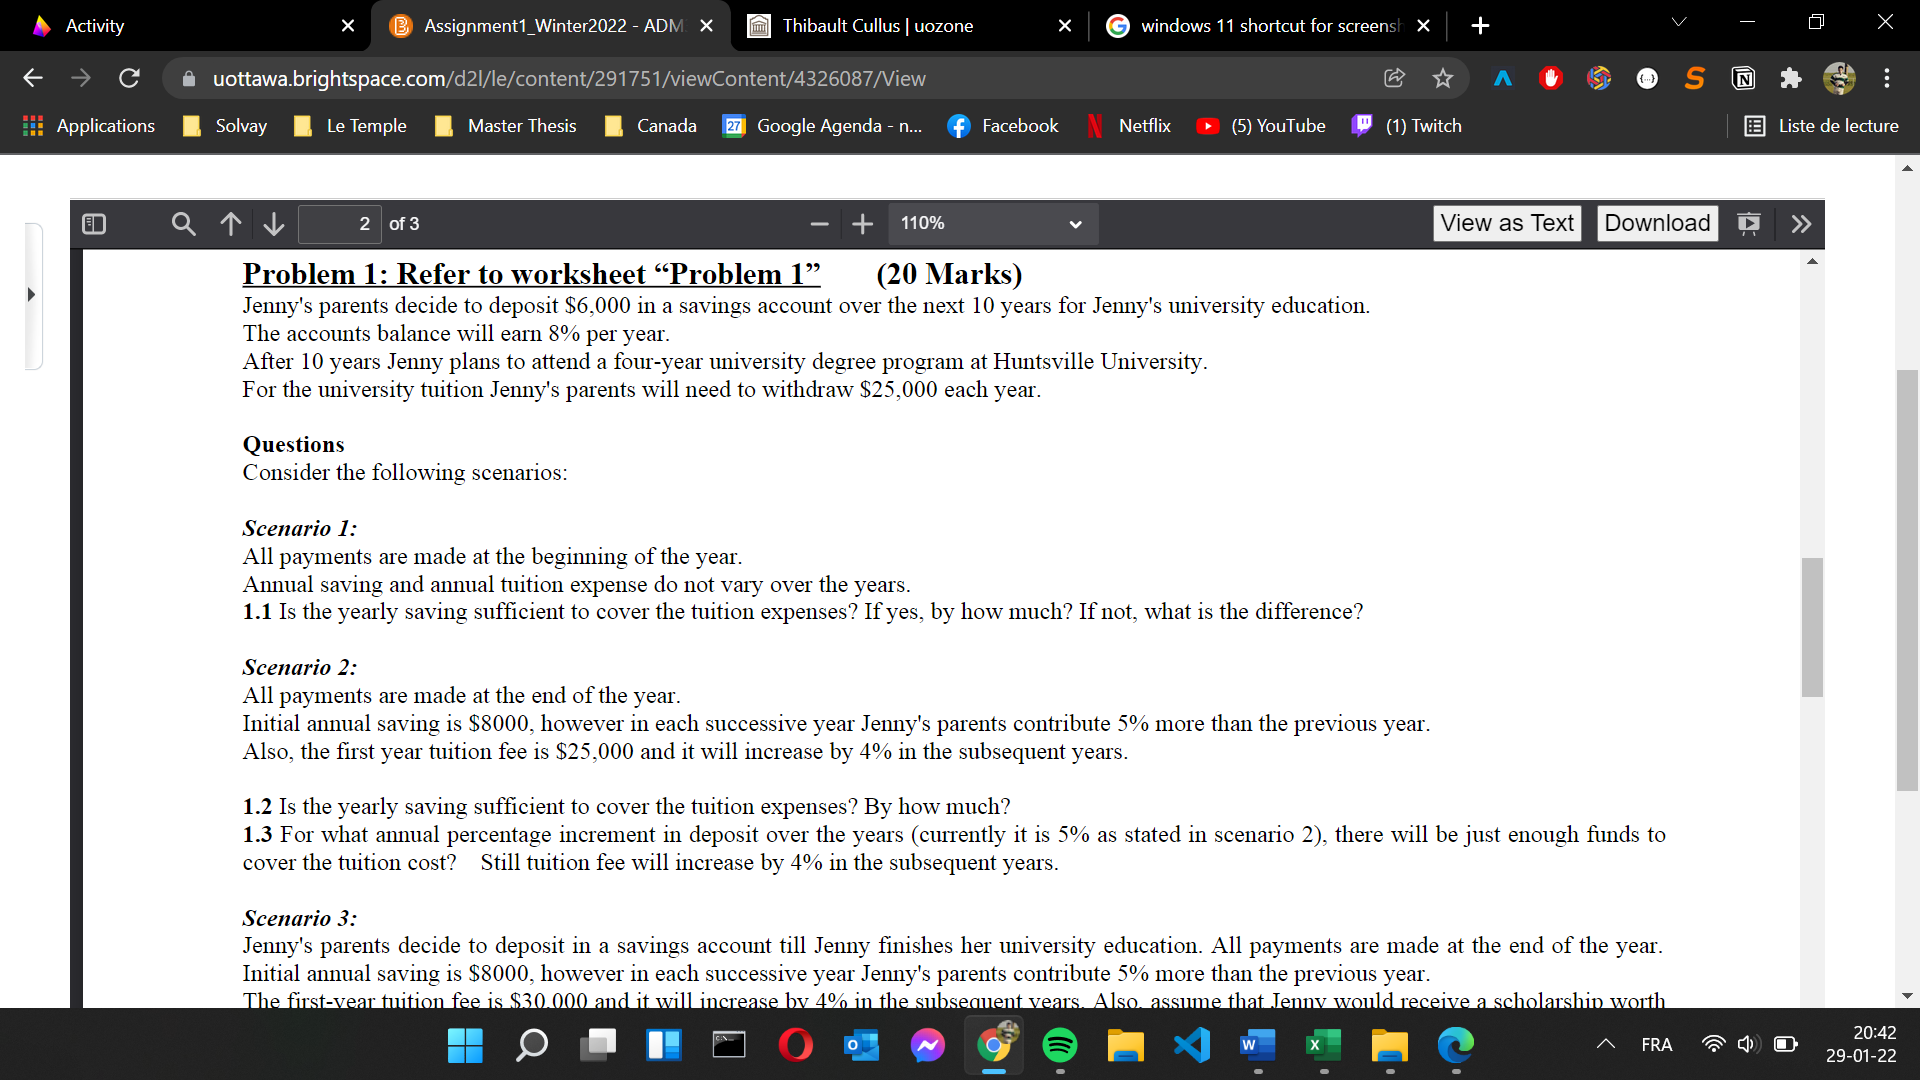 Activity
Assignment1_Winter2022 - ADM
Thibault Cullus | uozone
windows 11 shortcut for screensh
uottawa.brightspace.com/d2l/le/content/291751/viewContent/4326087/View
Applications
Solvay
Le Temple
Master Thesis
Canada
27
Google Agenda - n...
Facebook
Netflix
(5) YouTube
(1) Twitch
Liste de lecture
2 of 3
110%
View as Text
Download
Problem 1: Refer to worksheet “Problem 1” (20 Marks)
Jenny's parents decide to deposit $6,000 in a savings account over the next 10 years for Jenny's university education.
The accounts balance will earn 8% per year.
After 10 years Jenny plans to attend a four-year university degree program at Huntsville University.
For the university tuition Jenny's parents will need to withdraw $25,000 each year.
Questions
Consider the following scenarios:
Scenario 1:
All payments are made at the beginning of the year.
Annual saving and annual tuition expense do not vary over the years.
1.1 Is the yearly saving sufficient to cover the tuition expenses? If yes, by how much? If not, what is the difference?
Scenario 2:
All payments are made at the end of the year.
Initial annual saving is $8000, however in each successive year Jenny's parents contribute 5% more than the previous year.
Also, the first year tuition fee is $25,000 and it will increase by 4% in the subsequent years.
1.2 Is the yearly saving sufficient to cover the tuition expenses? By how much?
1.3 For what annual percentage increment in deposit over the years (currently it is 5% as stated in scenario 2), there will be just enough funds to
cover the tuition cost? Still tuition fee will increase by 4% in the subsequent years.
Scenario 3:
Jenny's parents decide to deposit in a savings account till Jenny finishes her university education. All payments are made at the end of the year.
Initial annual saving is $8000, however in each successive year Jenny's parents contribute 5% more than the previous year.
The first-year tuition fee is $30,000 and it will increase by 4% in the subsequent years. Also, assume that Jenny would receive a scholarship worth
FRA
20:42
29-01-22